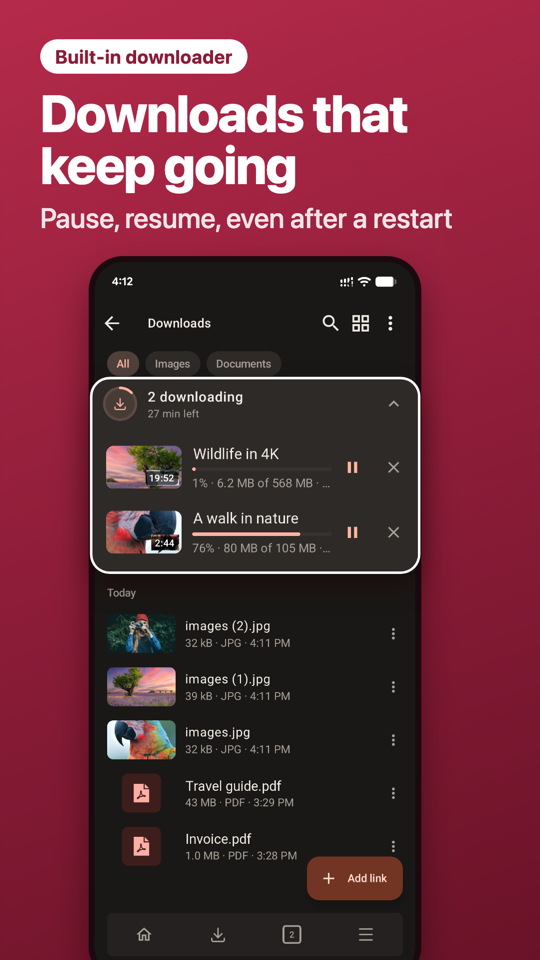 Built-in downloader
Downloads that
keep going
Pause, resume, even after a restart
4:12
Downloads
All
Images
Documents
2 downloading
27 min left
19:52
Wildlife in 4K
1% · 6.2 MB of 568 MB · ...
2:44
A walk in nature
76% · 80 MB of 105 MB · ...
Today
images (2).jpg
32 kB · JPG · 4:11 PM
images (1).jpg
39 kB · JPG · 4:11 PM
images.jpg
32 kB · JPG · 4:11 PM
Travel guide.pdf
43 MB · PDF · 3:29 PM
Invoice.pdf
1.0 MB · PDF · 3:28 PM
+ Add link
2